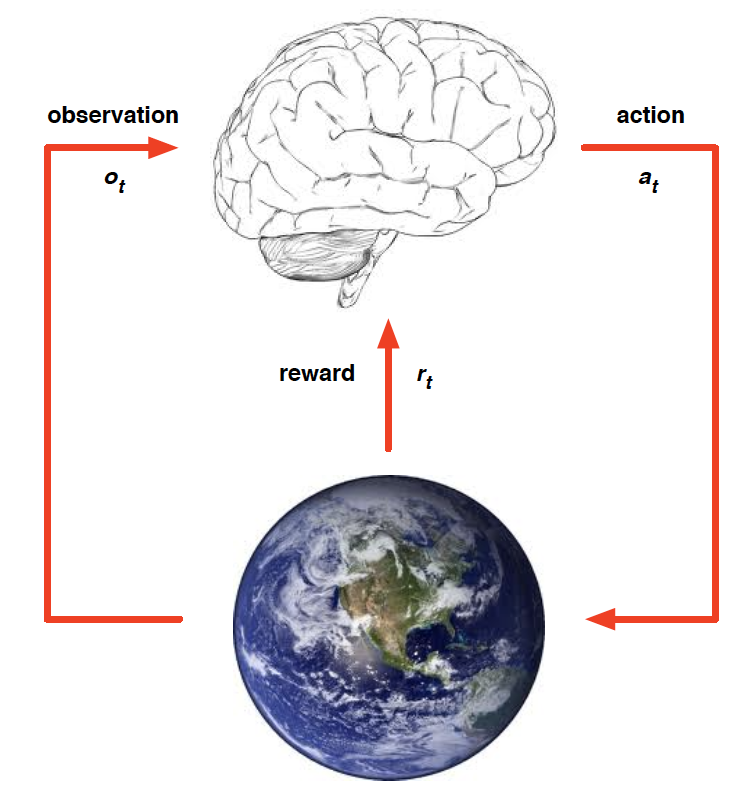 observation
o_t
action
a_t
reward
r_t